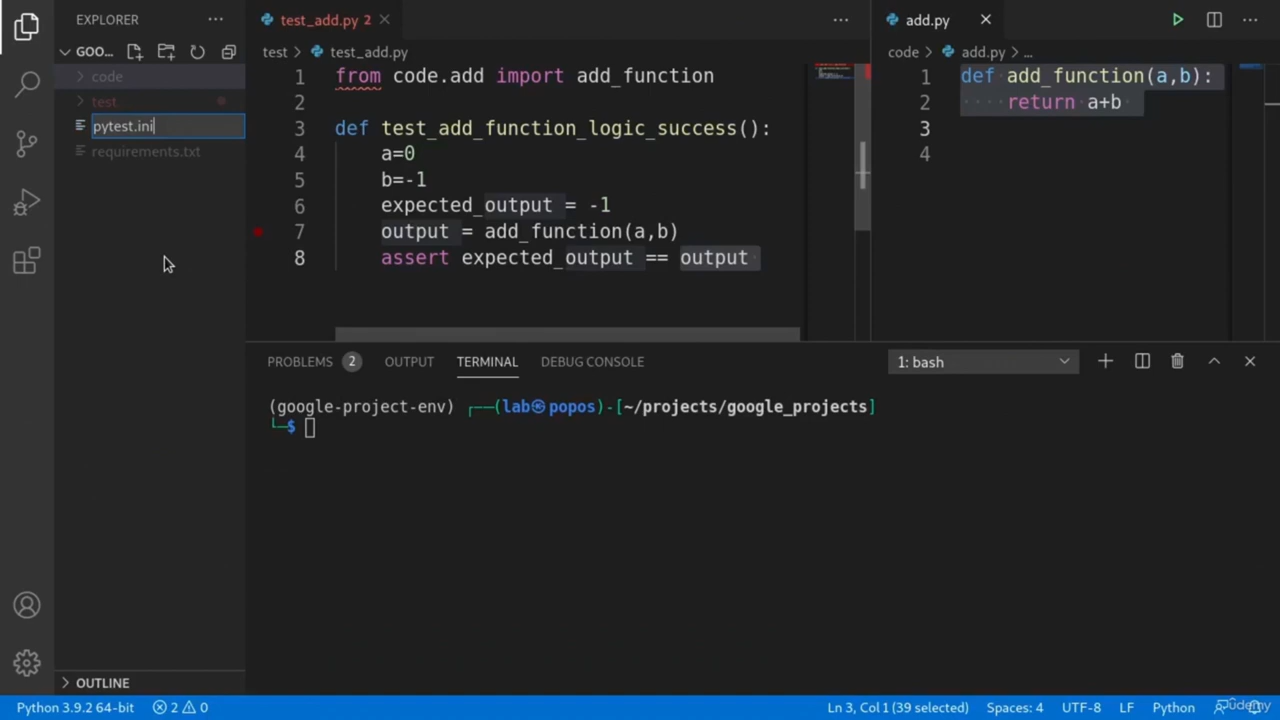 EXPLORER ...
test_add.py 2
...
add.py
...
GOO...
test > test_add.py
code > add.py > ...
code
test
pytest.ini
requirements.txt
1 from code.add import add_function
2
3 def test_add_function_logic_success():
4 a=0
5 b=-1
6 expected_output = -1
7 output = add_function(a,b)
8 assert expected_output == output
1 def add_function(a,b):
2 return a+b
3
4
PROBLEMS 2 OUTPUT TERMINAL DEBUG CONSOLE 1: bash
(google-project-env) ┌──(lab㉿popos)-[~/projects/google_projects]
└─$
OUTLINE
Python 3.9.2 64-bit 2 0 Ln 3, Col 1 (39 selected) Spaces: 4 UTF-8 LF Python
Udemy